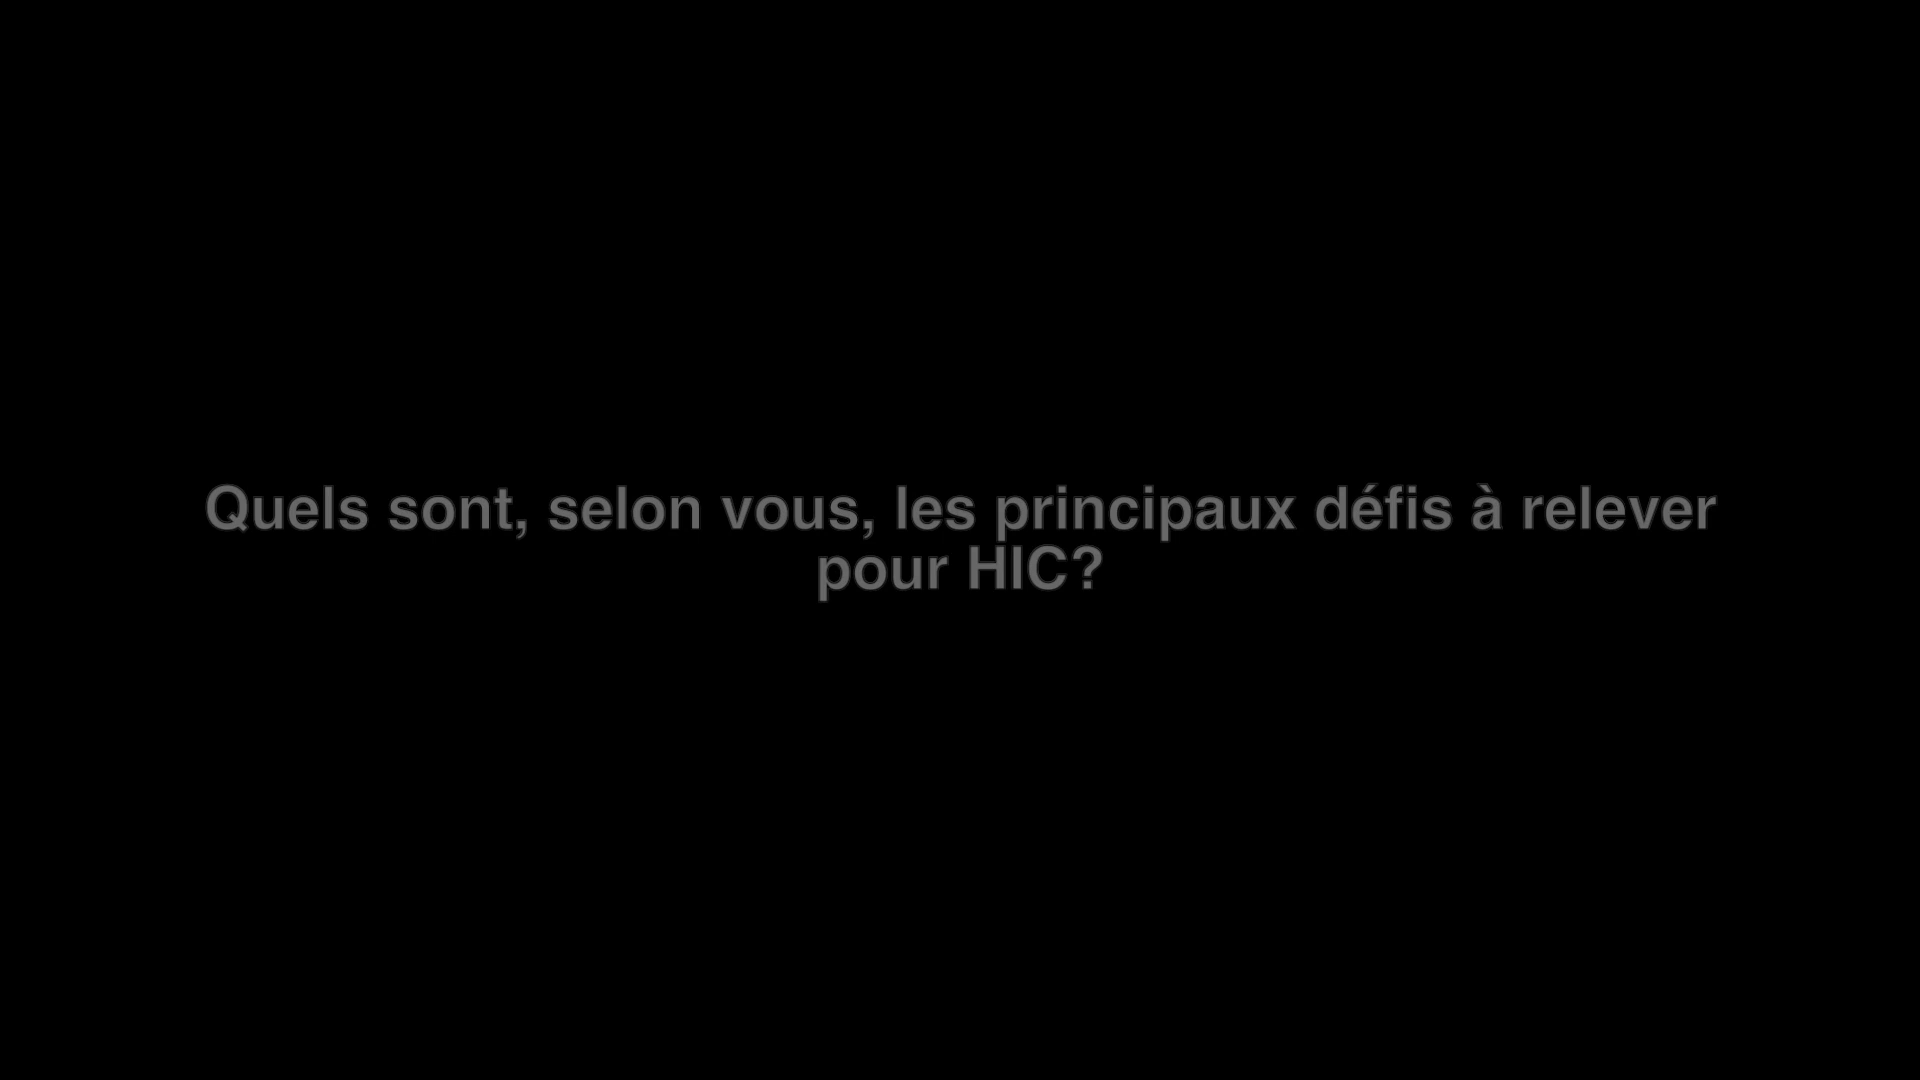 Quels sont, selon vous, les principaux défis à relever
pour HIC?